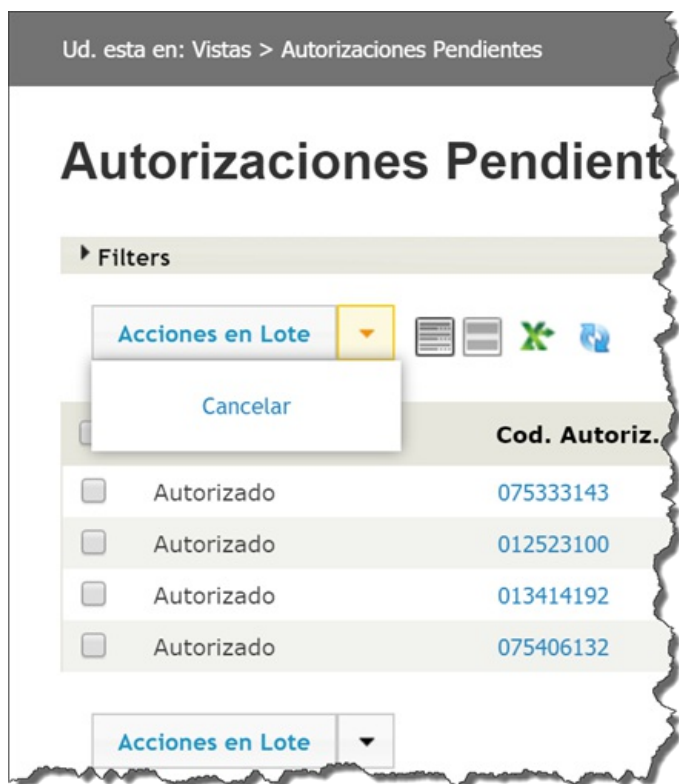 Ud. esta en: Vistas > Autorizaciones Pendientes
Autorizaciones Pendient
Filters
Acciones en Lote
Cancelar
Cod. Autoriz.
Autorizado 075333143
Autorizado 012523100
Autorizado 013414192
Autorizado 075406132
Acciones en Lote